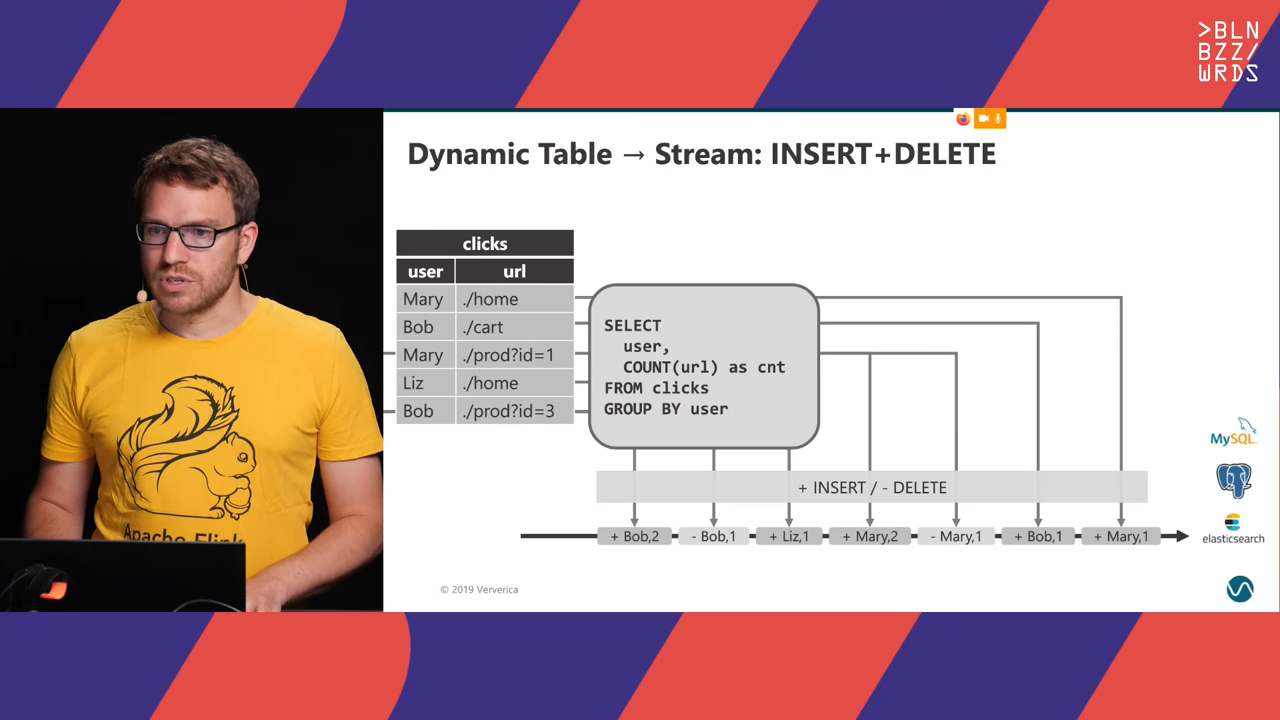 >BLN
BZZ/
WRDS
Dynamic Table → Stream: INSERT+DELETE
clicks
user url
Mary ./home
Bob ./cart
Mary ./prod?id=1
Liz ./home
Bob ./prod?id=3
SELECT
user,
COUNT(url) as cnt
FROM clicks
GROUP BY user
+ INSERT / - DELETE
+ Bob,2 - Bob,1 + Liz,1 + Mary,2 - Mary,1 + Bob,1 + Mary,1
MySQL
elasticsearch
Apache Flink
© 2019 Ververica